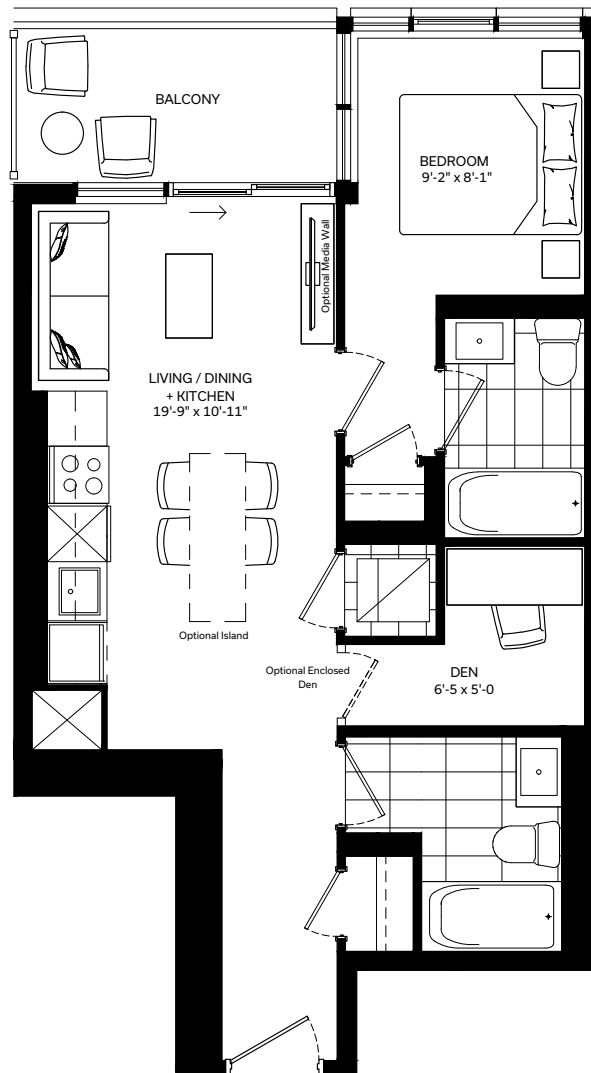 BALCONY
BEDROOM
9'-2" x 8'-1"
Optional Media Wall
LIVING / DINING
+ KITCHEN
19'-9" x 10'-11"
Optional Island
Optional Enclosed
Den
DEN
6'-5 x 5'-0